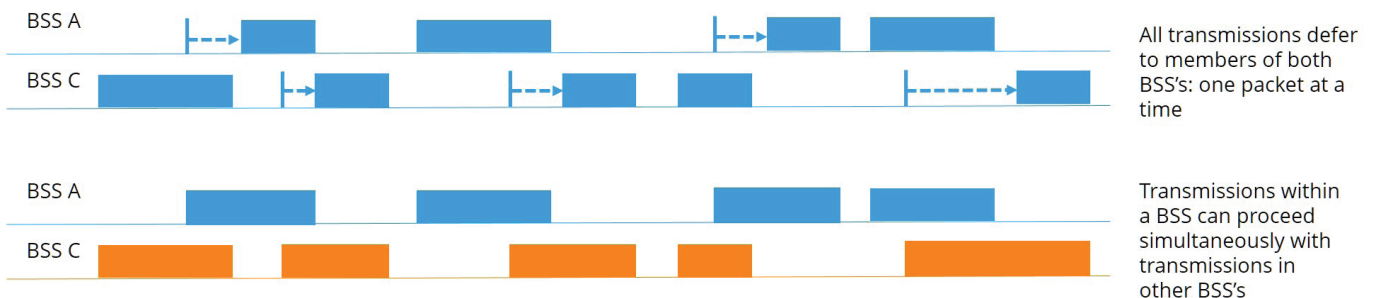 BSS A
All transmissions defer
to members of both
BSS C
BSS's: one packet at a
time
BSS A
Transmissions within
a BSS can proceed
simultaneously with
BSS C
transmissions in
other BSS's